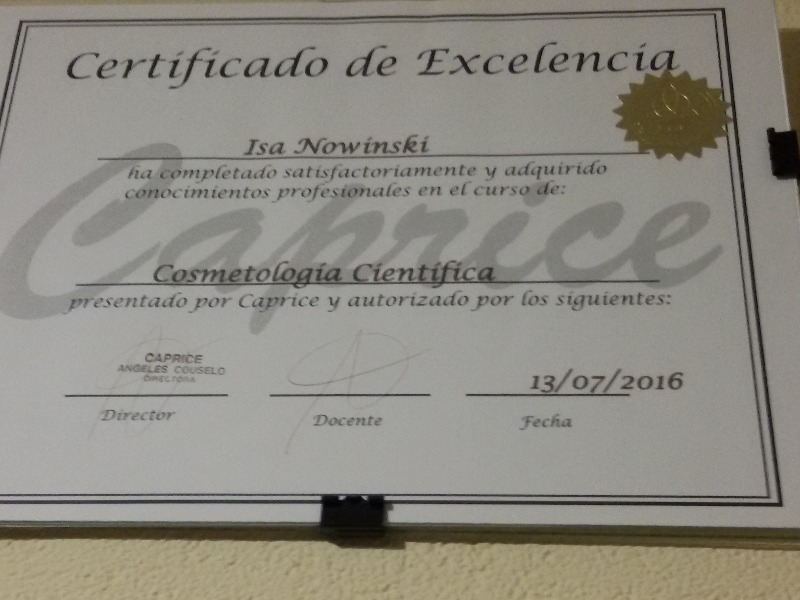 Certificado de Excelencia
Isa Nowinski
ha completado satisfactoriamente y adquirido
conocimientos profesionales en el curso de:
Caprice
Cosmetología Científica
presentado por Caprice y autorizado por los siguientes:
CAPRICE
ANGELES COUSELO
DIRECTORA
13/07/2016
Director
Docente
Fecha